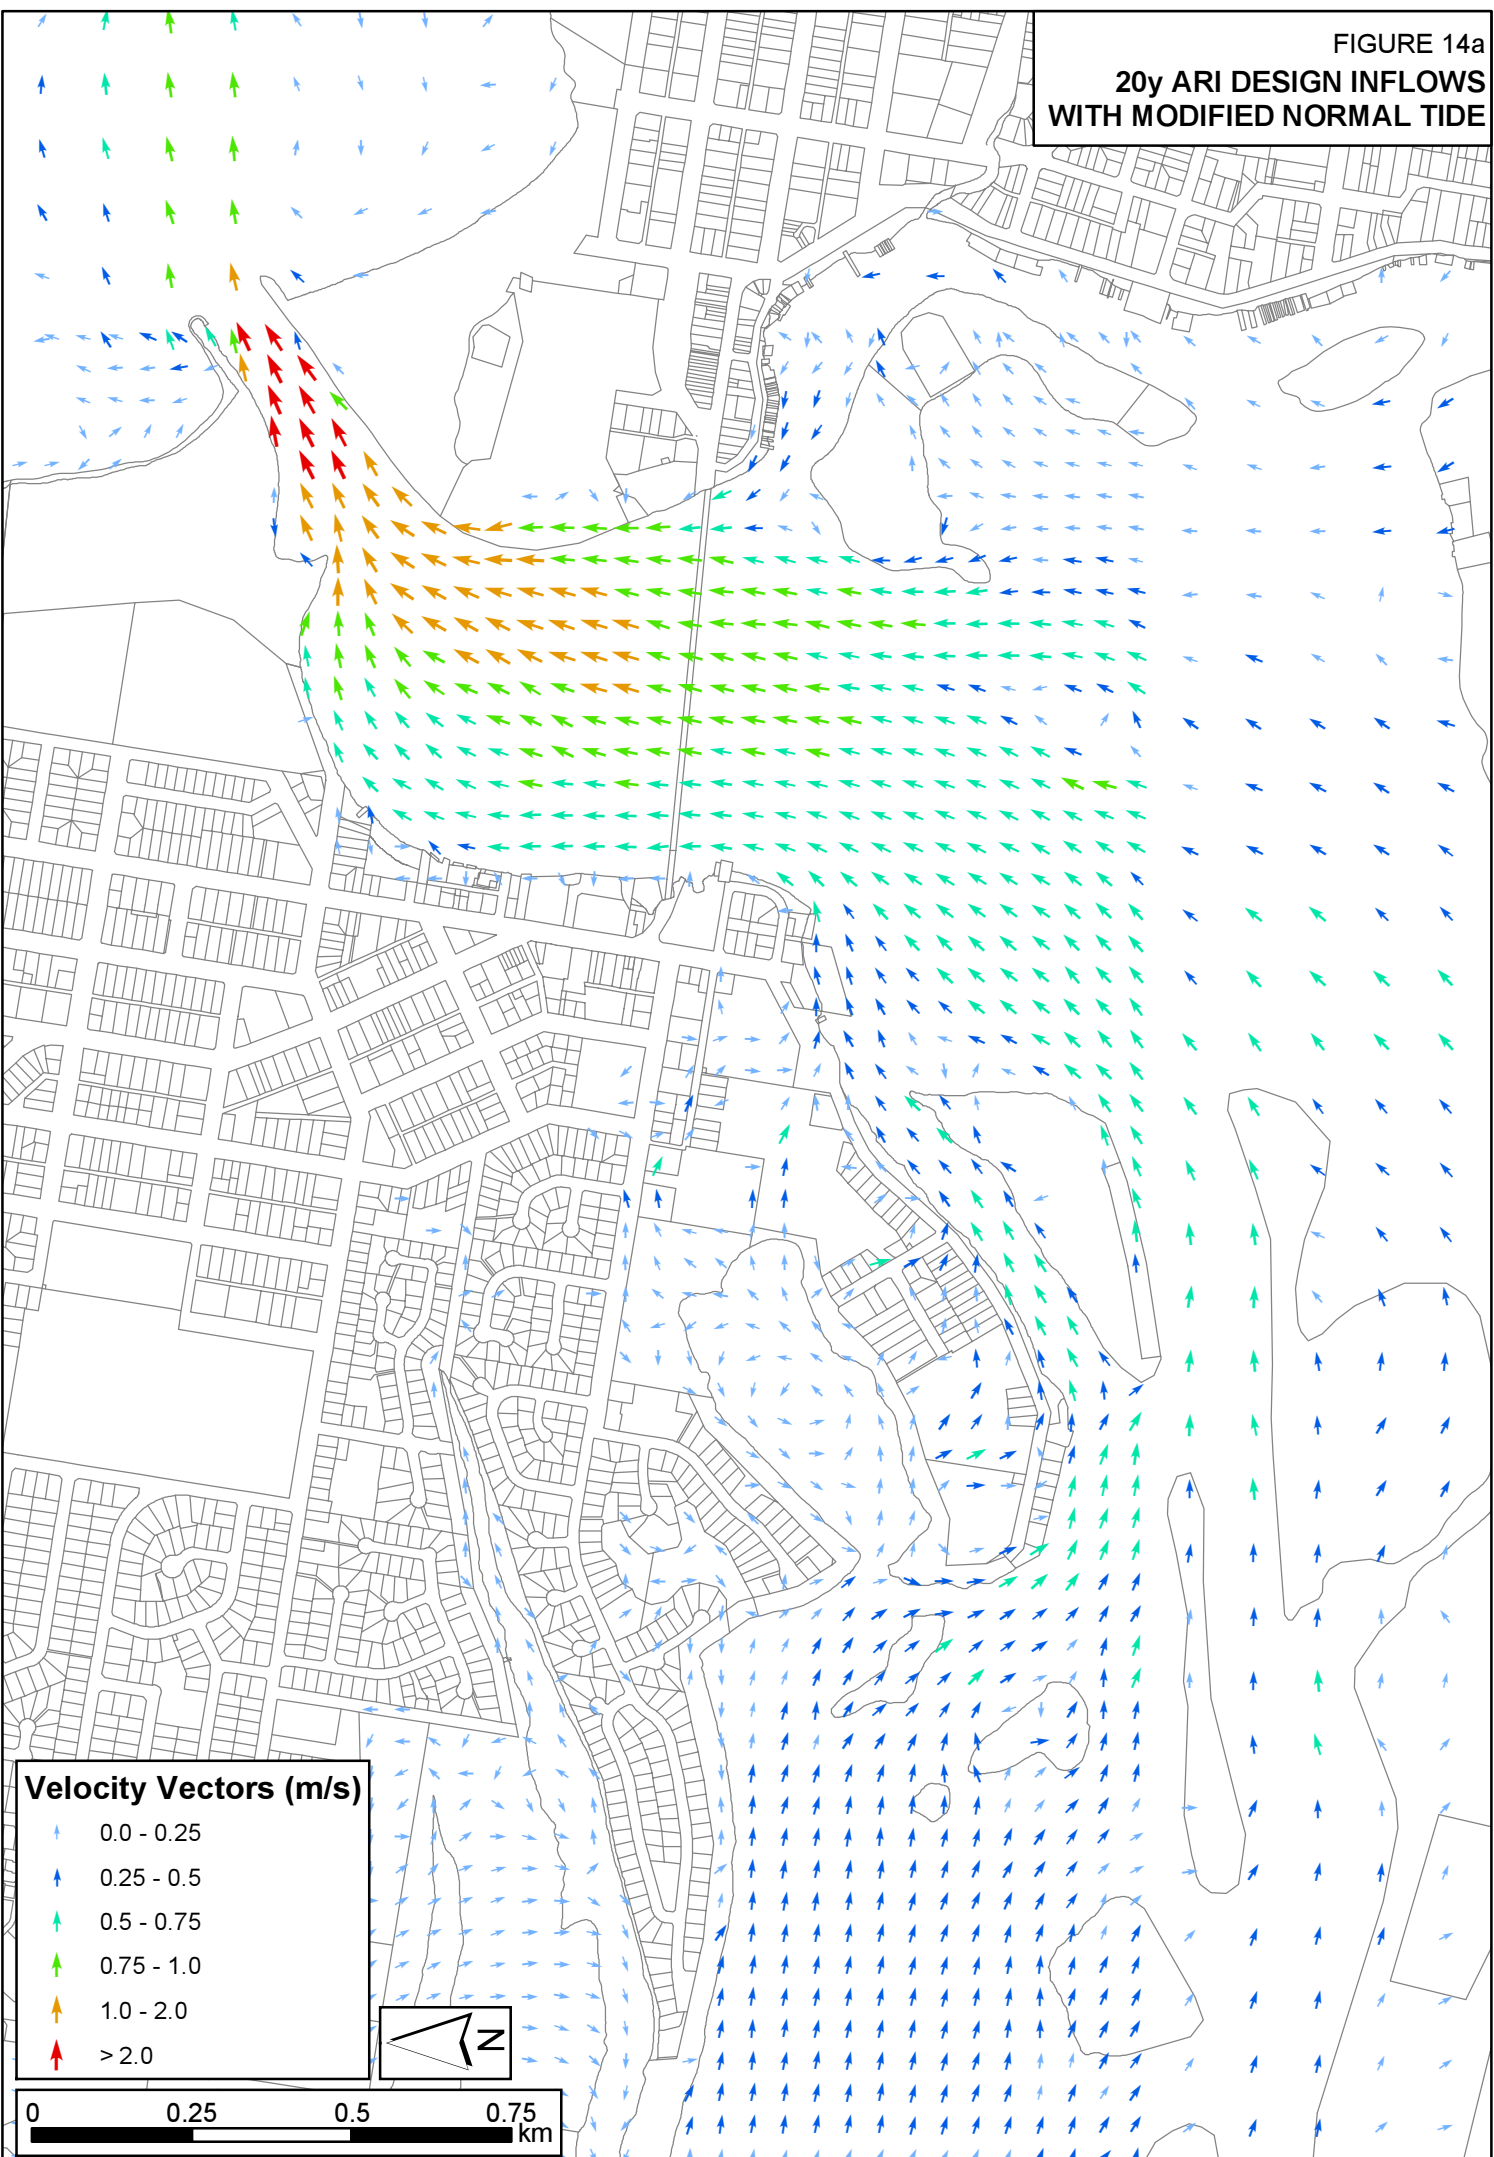 FIGURE 14a
20y ARI DESIGN INFLOWS
WITH MODIFIED NORMAL TIDE
Velocity Vectors (m/s)
0.0 - 0.25
0.25 - 0.5
0.5 - 0.75
0.75 - 1.0
1.0 - 2.0
> 2.0
N
0 0.25 0.5 0.75
km